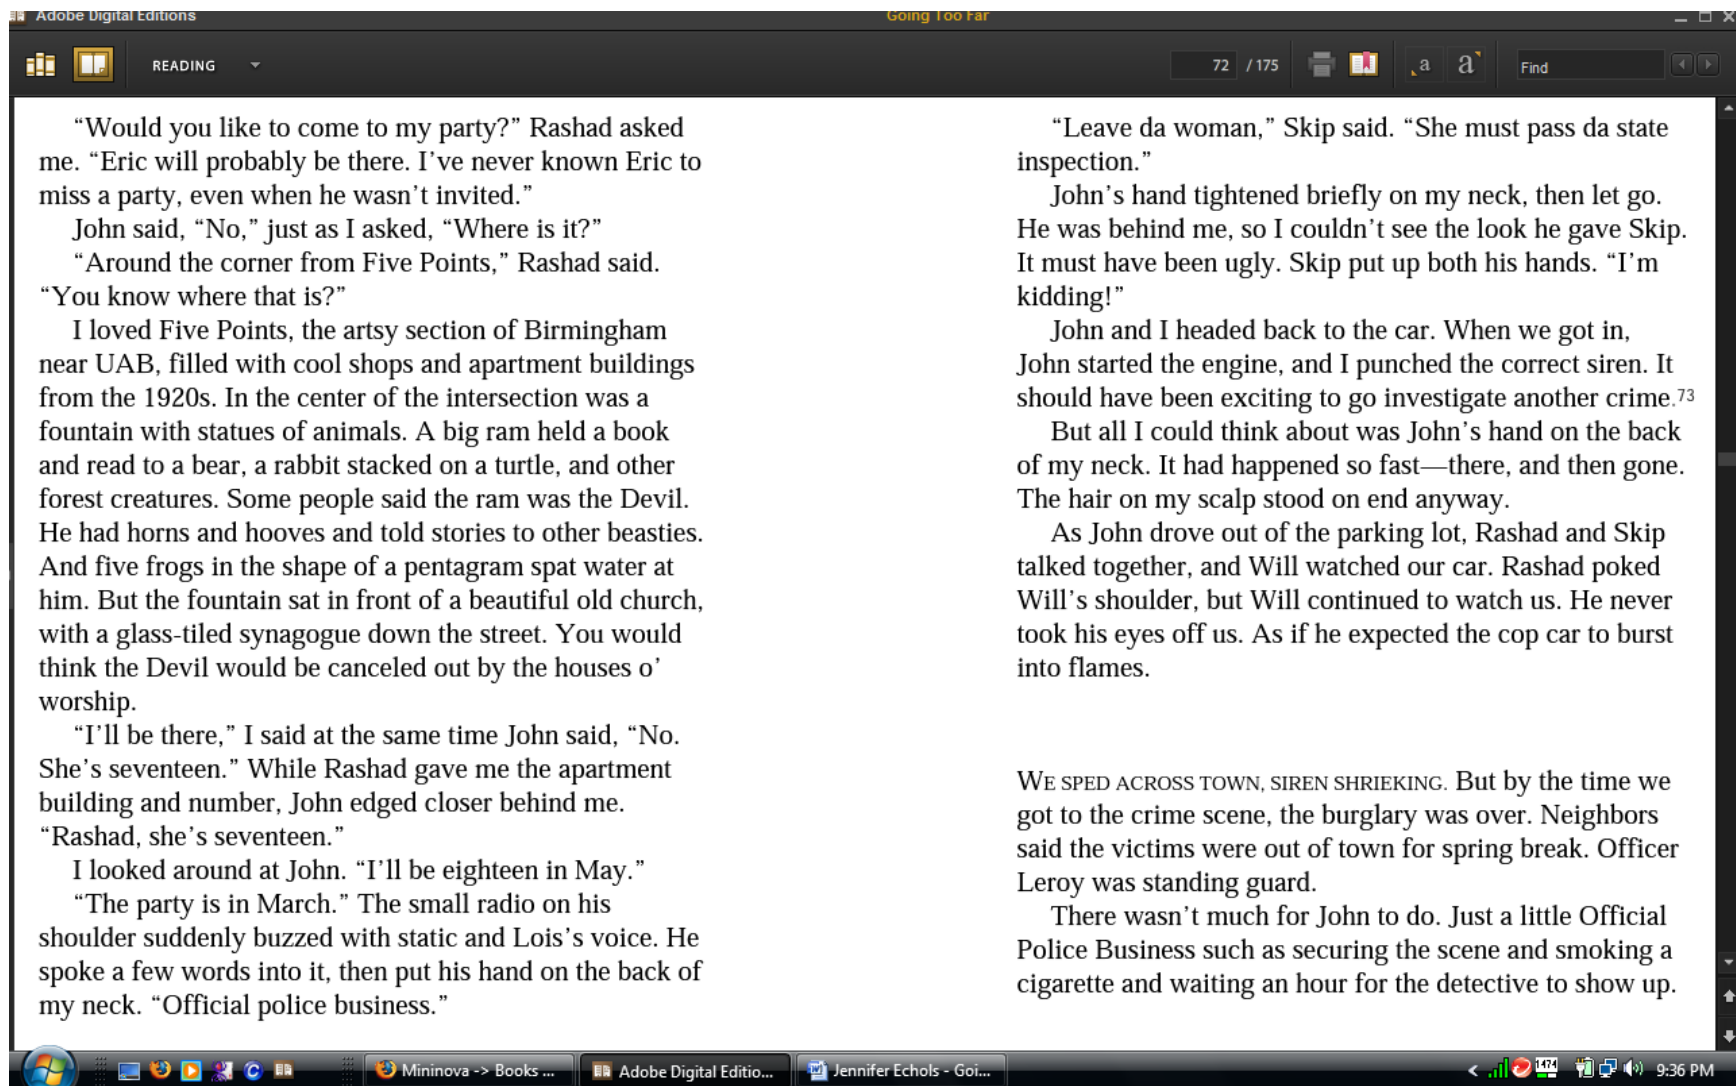 Adobe Digital Editions
Going Too Far
READING
72 / 175
a
a
Find
“Would you like to come to my party?” Rashad asked
me. “Eric will probably be there. I’ve never known Eric to
miss a party, even when he wasn’t invited.”
John said, “No,” just as I asked, “Where is it?”
“Around the corner from Five Points,” Rashad said.
“You know where that is?”
I loved Five Points, the artsy section of Birmingham
near UAB, filled with cool shops and apartment buildings
from the 1920s. In the center of the intersection was a
fountain with statues of animals. A big ram held a book
and read to a bear, a rabbit stacked on a turtle, and other
forest creatures. Some people said the ram was the Devil.
He had horns and hooves and told stories to other beasties.
And five frogs in the shape of a pentagram spat water at
him. But the fountain sat in front of a beautiful old church,
with a glass-tiled synagogue down the street. You would
think the Devil would be canceled out by the houses o’
worship.
“I’ll be there,” I said at the same time John said, “No.
She’s seventeen.” While Rashad gave me the apartment
building and number, John edged closer behind me.
“Rashad, she’s seventeen.”
I looked around at John. “I’ll be eighteen in May.”
“The party is in March.” The small radio on his
shoulder suddenly buzzed with static and Lois’s voice. He
spoke a few words into it, then put his hand on the back of
my neck. “Official police business.”
“Leave da woman,” Skip said. “She must pass da state
inspection.”
John’s hand tightened briefly on my neck, then let go.
He was behind me, so I couldn’t see the look he gave Skip.
It must have been ugly. Skip put up both his hands. “I’m
kidding!”
John and I headed back to the car. When we got in,
John started the engine, and I punched the correct siren. It
should have been exciting to go investigate another crime.73
But all I could think about was John’s hand on the back
of my neck. It had happened so fast—there, and then gone.
The hair on my scalp stood on end anyway.
As John drove out of the parking lot, Rashad and Skip
talked together, and Will watched our car. Rashad poked
Will’s shoulder, but Will continued to watch us. He never
took his eyes off us. As if he expected the cop car to burst
into flames.
WE SPED ACROSS TOWN, SIREN SHRIEKING. But by the time we
got to the crime scene, the burglary was over. Neighbors
said the victims were out of town for spring break. Officer
Leroy was standing guard.
There wasn’t much for John to do. Just a little Official
Police Business such as securing the scene and smoking a
cigarette and waiting an hour for the detective to show up.
Mininova -> Books ...
Adobe Digital Editio...
Jennifer Echols - Goi...
1474
9:36 PM